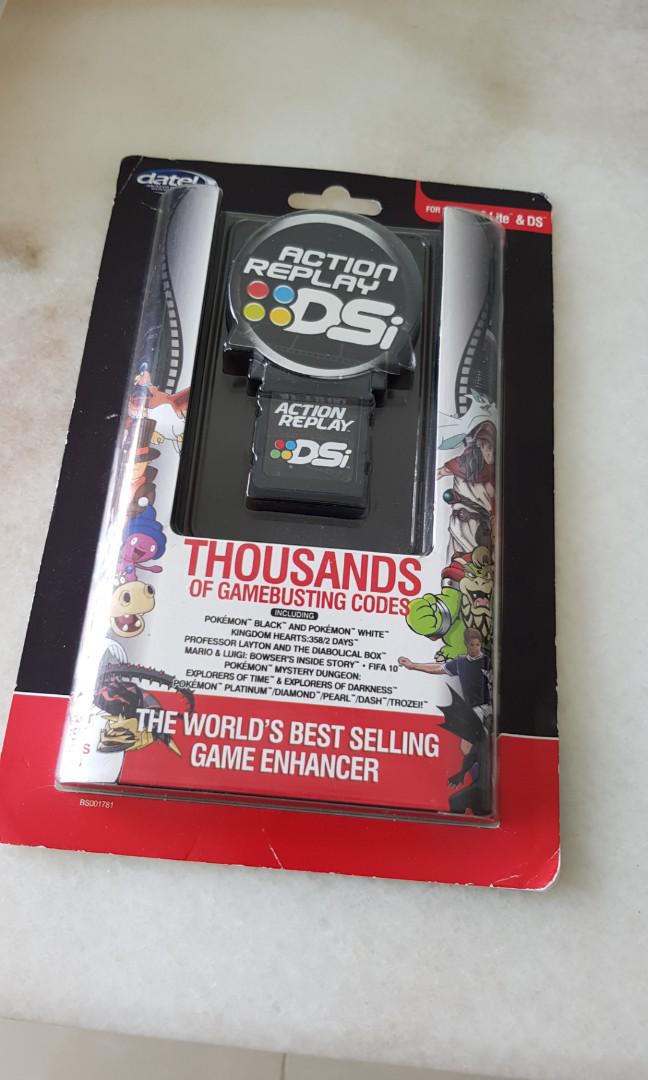 datel
FOR Lite™ & DS™
ACTION
REPLAY
DSi
ACTION
REPLAY
DSi
THOUSANDS
OF GAMEBUSTING CODES
INCLUDING
POKÉMON™ BLACK™ AND POKÉMON™ WHITE™
KINGDOM HEARTS:358/2 DAYS™
PROFESSOR LAYTON AND THE DIABOLICAL BOX™
MARIO & LUIGI: BOWSER'S INSIDE STORY™ • FIFA 10™
POKÉMON™ MYSTERY DUNGEON:
EXPLORERS OF TIME™ & EXPLORERS OF DARKNESS™
POKÉMON™ PLATINUM™/DIAMOND™/PEARL™/DASH™/TROZEI!™
THE WORLD'S BEST SELLING
GAME ENHANCER
BS001781